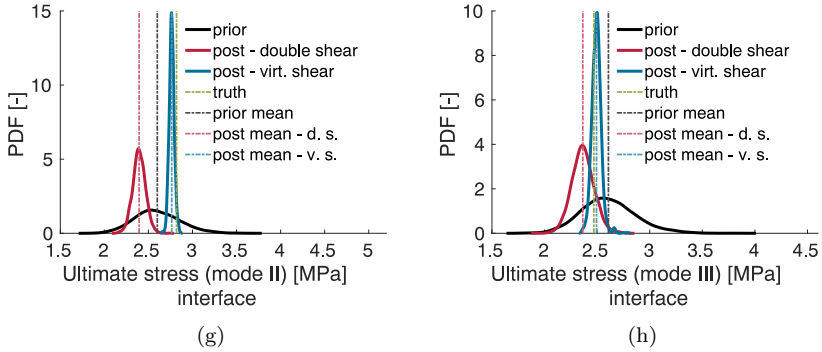 15
10
5
0
PDF [-]
prior
post - double shear
post - virt. shear
truth
prior mean
post mean - d. s.
post mean - v. s.
1.5 2 2.5 3 3.5 4 4.5 5
Ultimate stress (mode II) [MPa]
interface
(g)
10
8
6
4
2
0
PDF [-]
prior
post - double shear
post - virt. shear
truth
prior mean
post mean - d. s.
post mean - v. s.
1.5 2 2.5 3 3.5 4 4.5
Ultimate stress (mode III) [MPa]
interface
(h)